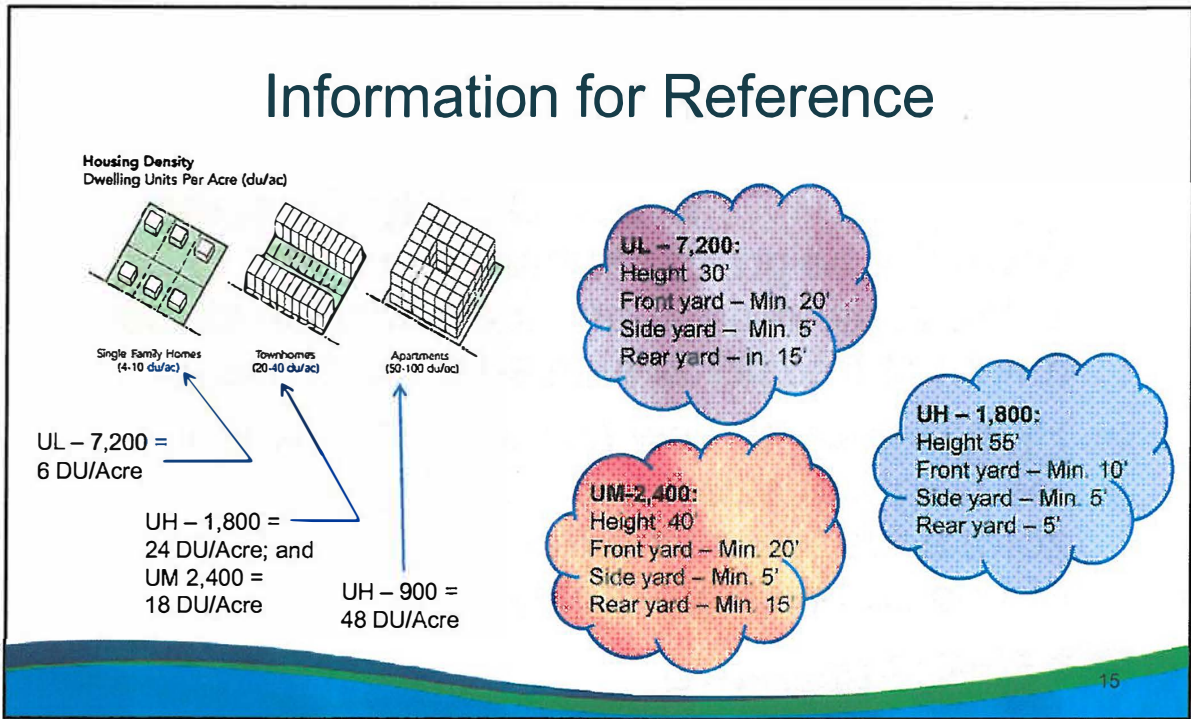 Information for Reference
Housing Density
Dwelling Units Per Acre (du/ac)
Single Family Homes
(4-10 du/ac)
Townhomes
(20-40 du/ac)
Apartments
(50-100 du/ac)
UL – 7,200 =
6 DU/Acre
UH – 1,800 =
24 DU/Acre; and
UM 2,400 =
18 DU/Acre
UH – 900 =
48 DU/Acre
UL – 7,200:
Height 30'
Front yard – Min. 20'
Side yard – Min. 5'
Rear yard – in. 15'
UM-2,400:
Height 40'
Front yard – Min. 20'
Side yard – Min. 5'
Rear yard – Min. 15'
UH – 1,800:
Height 55'
Front yard – Min. 10'
Side yard – Min. 5'
Rear yard – 5'
15